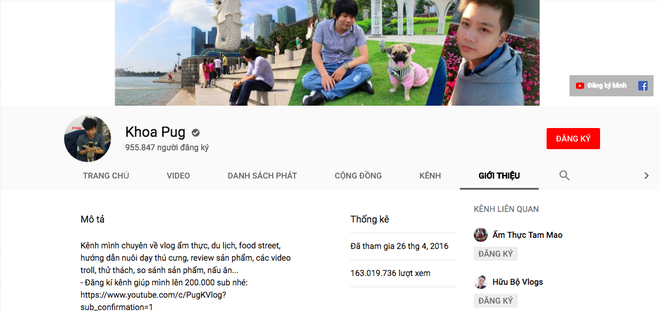 Đăng ký kênh
Khoa Pug
955.847 người đăng ký
ĐĂNG KÝ
TRANG CHỦ VIDEO DANH SÁCH PHÁT CỘNG ĐỒNG KÊNH GIỚI THIỆU
Mô tả
Kênh mình chuyên về vlog ẩm thực, du lịch, food street,
hướng dẫn nuôi dạy thú cưng, review sản phẩm, các video
troll, thử thách, so sánh sản phẩm, nấu ăn...
- Đăng kí kênh giúp mình lên 200.000 sub nhé:
https://www.youtube.com/c/PugKVlog?
sub_confirmation=1
Thống kê
Đã tham gia 26 thg 4, 2016
163.019.736 lượt xem
KÊNH LIÊN QUAN
Ẩm Thực Tam Mao
ĐĂNG KÝ
Hữu Bộ Vlogs
ĐĂNG KÝ